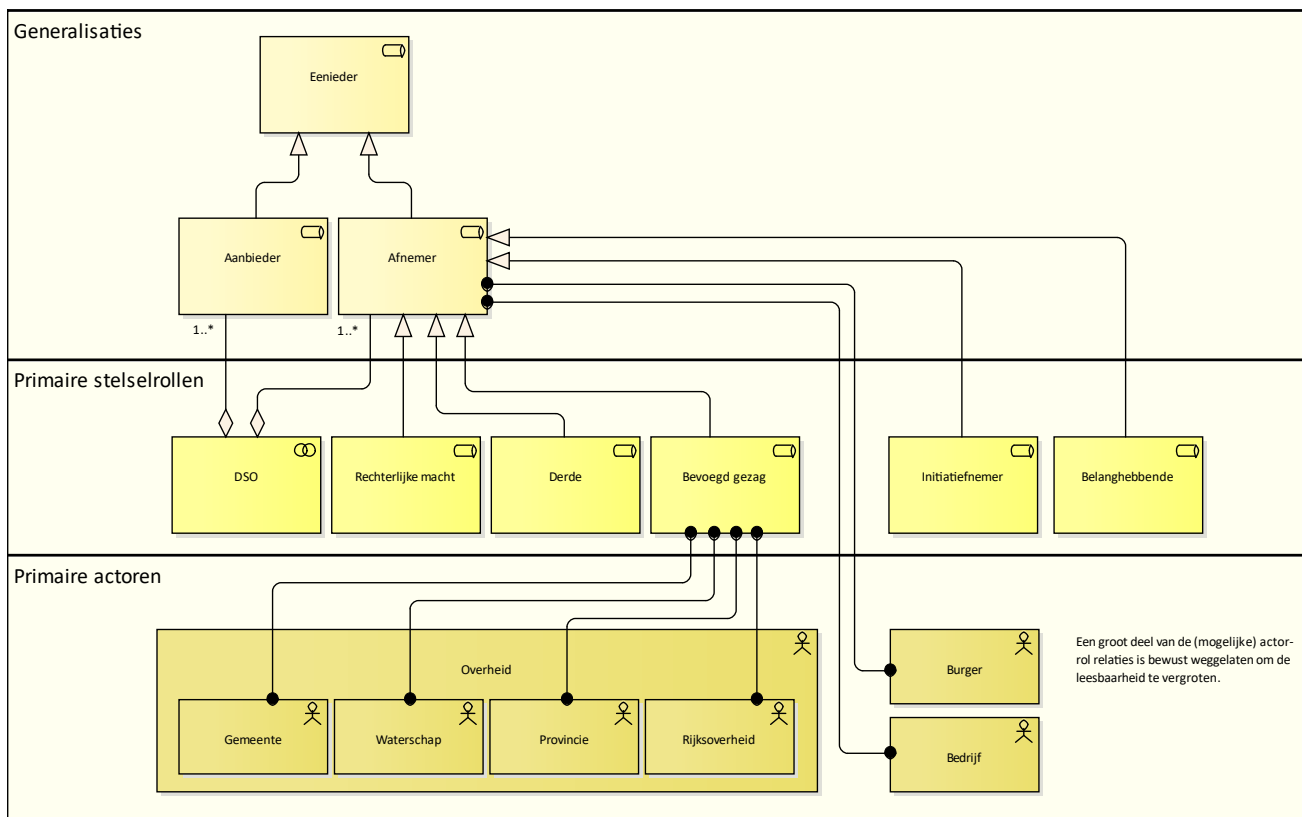 Generalisaties
Eenieder
Aanbieder
Afnemer
1..*
1..*
Primaire stelselrollen
DSO
Rechterlijke macht
Derde
Bevoegd gezag
Initiatiefnemer
Belanghebbende
Primaire actoren
Overheid
Gemeente
Waterschap
Provincie
Rijksoverheid
Burger
Bedrijf
Een groot deel van de (mogelijke) actor-
rol relaties is bewust weggelaten om de
leesbaarheid te vergroten.